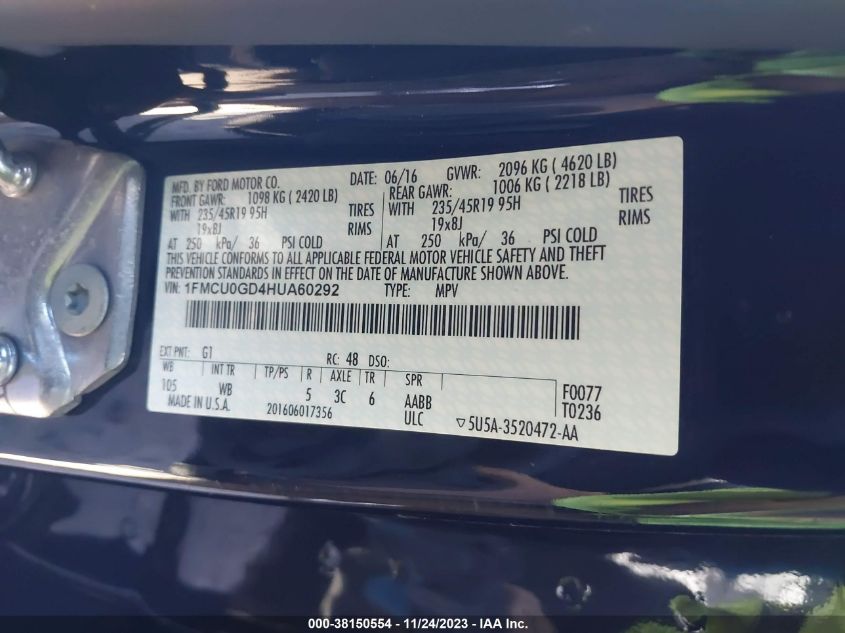 MFD. BY FORD MOTOR CO. DATE: 06/16 GVWR: 2096 KG ( 4620 LB)
FRONT GAWR: 1098 KG ( 2420 LB) REAR GAWR: 1006 KG ( 2218 LB)
WITH 235/45R19 95H TIRES WITH 235/45R19 95H TIRES
19x8J RIMS 19x8J RIMS
AT 250 kPa/ 36 PSI COLD AT 250 kPa/ 36 PSI COLD
THIS VEHICLE CONFORMS TO ALL APPLICABLE FEDERAL MOTOR VEHICLE SAFETY AND THEFT
PREVENTION STANDARDS IN EFFECT ON THE DATE OF MANUFACTURE SHOWN ABOVE.
VIN: 1FMCU0GD4HUA60292 TYPE: MPV
EXT PNT: G1 RC: 48 DSO:
WB INT TR TP/PS R AXLE TR SPR F0077
105 WB 5 3C 6 AABB T0236
MADE IN U.S.A. 201606017356 ULC ▽5U5A-3520472-AA
000-38150554 - 11/24/2023 - IAA Inc.